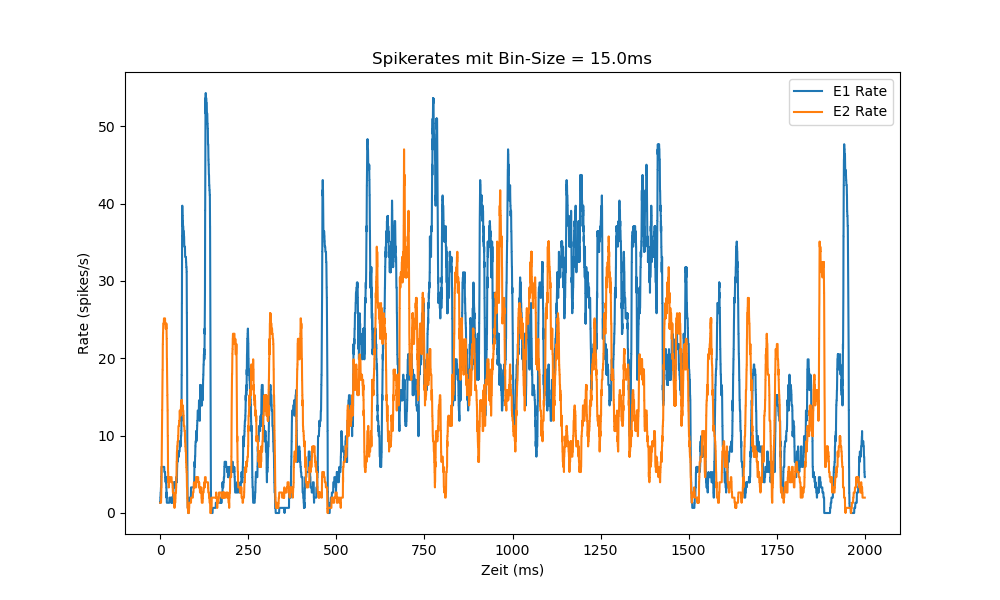 Spikerates mit Bin-Size = 15.0ms
E1 Rate
E2 Rate
Rate (spikes/s)
50
40
30
20
10
0
0 250 500 750 1000 1250 1500 1750 2000
Zeit (ms)